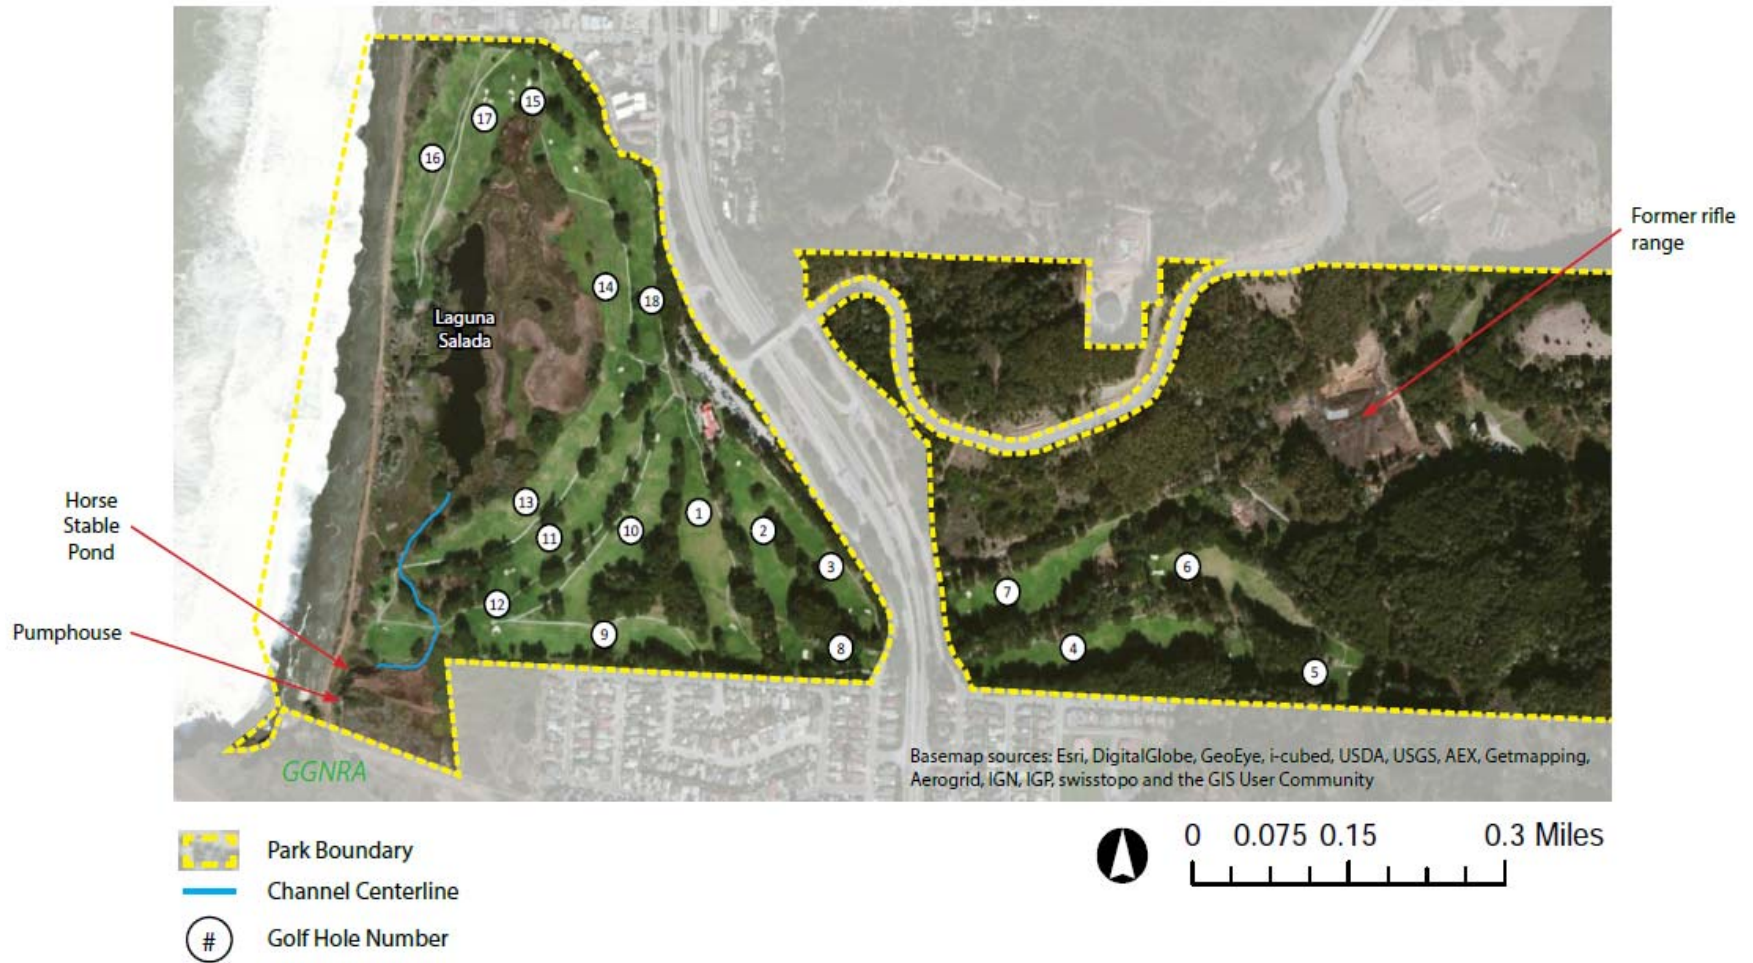 15
17
16
Former rifle
range
14
18
Laguna
Salada
Horse
Stable
Pond
13
1
11
10
2
3
6
7
12
Pumphouse
9
8
4
5
Basemap sources: Esri, DigitalGlobe, GeoEye, i-cubed, USDA, USGS, AEX, Getmapping,
Aerogrid, IGN, IGP, swisstopo and the GIS User Community
GGNRA
Park Boundary
Channel Centerline
# Golf Hole Number
0 0.075 0.15 0.3 Miles